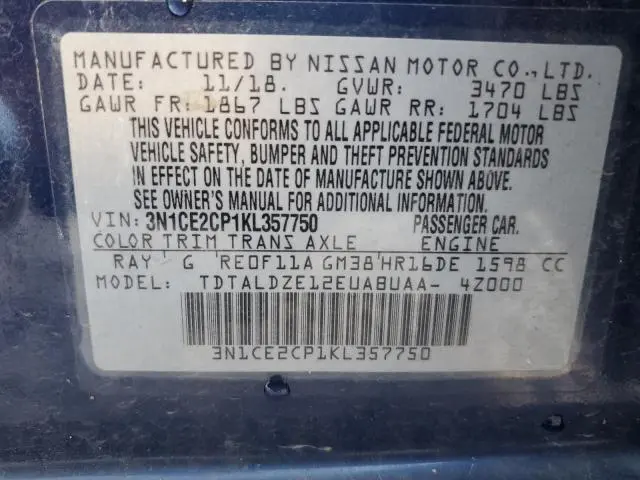 MANUFACTURED BY NISSAN MOTOR CO., LTD.
DATE: 11/18. GVWR: 3470 LBS
GAWR FR: 1867 LBS GAWR RR: 1704 LBS
THIS VEHICLE CONFORMS TO ALL APPLICABLE FEDERAL MOTOR
VEHICLE SAFETY, BUMPER AND THEFT PREVENTION STANDARDS
IN EFFECT ON THE DATE OF MANUFACTURE SHOWN ABOVE.
SEE OWNER'S MANUAL FOR ADDITIONAL INFORMATION.
VIN: 3N1CE2CP1KL357750 PASSENGER CAR.
COLOR TRIM TRANS AXLE ENGINE
RAY G RE0F11A GM38 HR16DE 1598 CC
TDTALDZE12EUABUAA- 4Z000
3N1CE2CP1KL357750